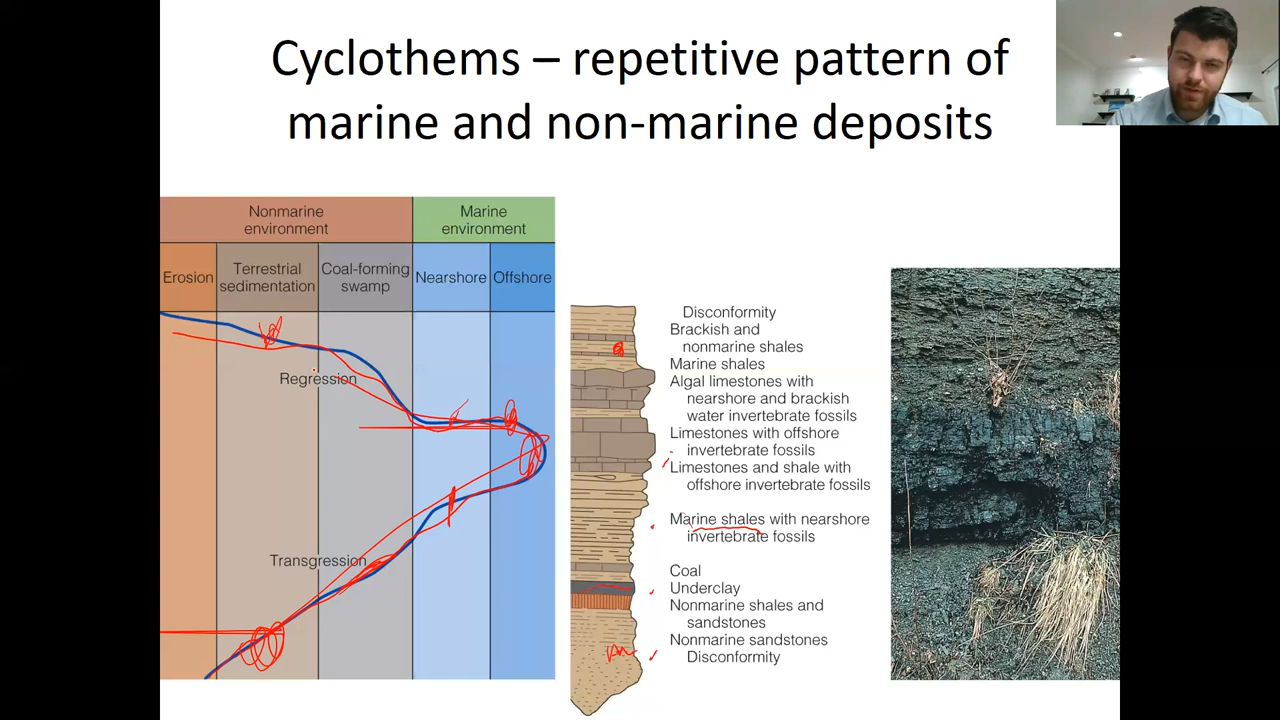 Cyclothems – repetitive pattern of
marine and non-marine deposits
Nonmarine
environment
Marine
environment
Erosion
Terrestrial
sedimentation
Coal-forming
swamp
Nearshore
Offshore
Regression
Transgression
Disconformity
Brackish and
nonmarine shales
Marine shales
Algal limestones with
nearshore and brackish
water invertebrate fossils
Limestones with offshore
invertebrate fossils
Limestones and shale with
offshore invertebrate fossils
Marine shales with nearshore
invertebrate fossils
Coal
Underclay
Nonmarine shales and
sandstones
Nonmarine sandstones
Disconformity